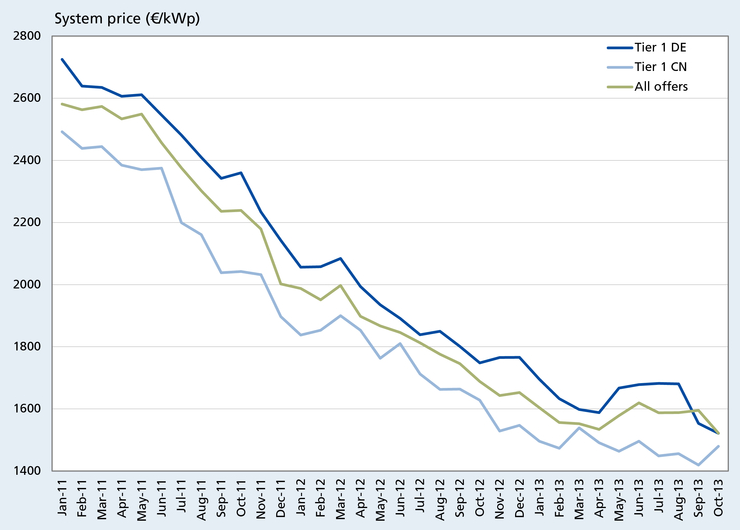 System price (€/kWp)
2800
2600
2400
2200
2000
1800
1600
1400
Tier 1 DE
Tier 1 CN
All offers
Jan-11
Feb-11
Mar-11
Apr-11
May-11
Jun-11
Jul-11
Aug-11
Sep-11
Oct-11
Nov-11
Dec-11
Jan-12
Feb-12
Mar-12
Apr-12
May-12
Jun-12
Jul-12
Aug-12
Sep-12
Oct-12
Nov-12
Dec-12
Jan-13
Feb-13
Mar-13
Apr-13
May-13
Jun-13
Jul-13
Aug-13
Sep-13
Oct-13